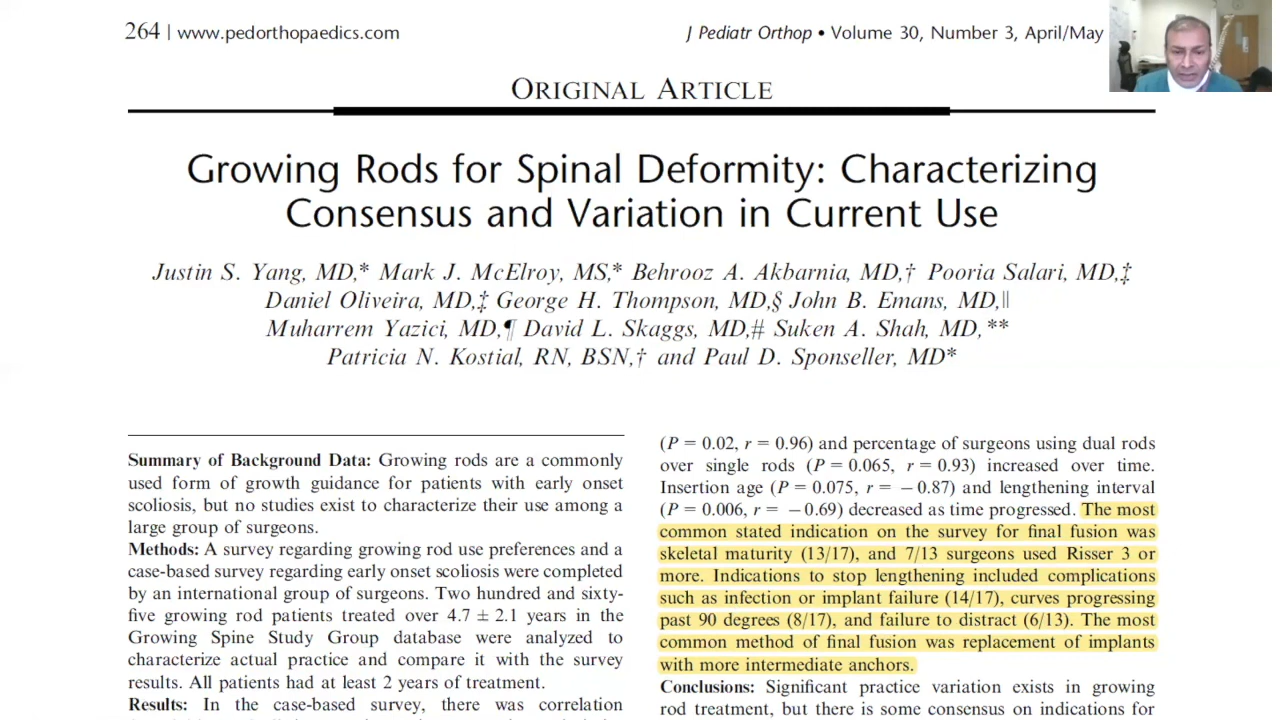 264 | www.pedorthopaedics.com
J Pediatr Orthop • Volume 30, Number 3, April/May
ORIGINAL ARTICLE
Growing Rods for Spinal Deformity: Characterizing
Consensus and Variation in Current Use
Justin S. Yang, MD,* Mark J. McElroy, MS,* Behrooz A. Akbarnia, MD,† Pooria Salari, MD,‡
Daniel Oliveira, MD,‡ George H. Thompson, MD,§ John B. Emans, MD,‖
Muharrem Yazici, MD,¶ David L. Skaggs, MD,# Suken A. Shah, MD,**
Patricia N. Kostial, RN, BSN,† and Paul D. Sponseller, MD*
Summary of Background Data: Growing rods are a commonly
used form of growth guidance for patients with early onset
scoliosis, but no studies exist to characterize their use among a
large group of surgeons.
Methods: A survey regarding growing rod use preferences and a
case-based survey regarding early onset scoliosis were completed
by an international group of surgeons. Two hundred and sixty-
five growing rod patients treated over 4.7 ± 2.1 years in the
Growing Spine Study Group database were analyzed to
characterize actual practice and compare it with the survey
results. All patients had at least 2 years of treatment.
Results: In the case-based survey, there was correlation
(P = 0.02, r = 0.96) and percentage of surgeons using dual rods
over single rods (P = 0.065, r = 0.93) increased over time.
Insertion age (P = 0.075, r = −0.87) and lengthening interval
(P = 0.006, r = −0.69) decreased as time progressed. The most
common stated indication on the survey for final fusion was
skeletal maturity (13/17), and 7/13 surgeons used Risser 3 or
more. Indications to stop lengthening included complications
such as infection or implant failure (14/17), curves progressing
past 90 degrees (8/17), and failure to distract (6/13). The most
common method of final fusion was replacement of implants
with more intermediate anchors.
Conclusions: Significant practice variation exists in growing
rod treatment, but there is some consensus on indications for